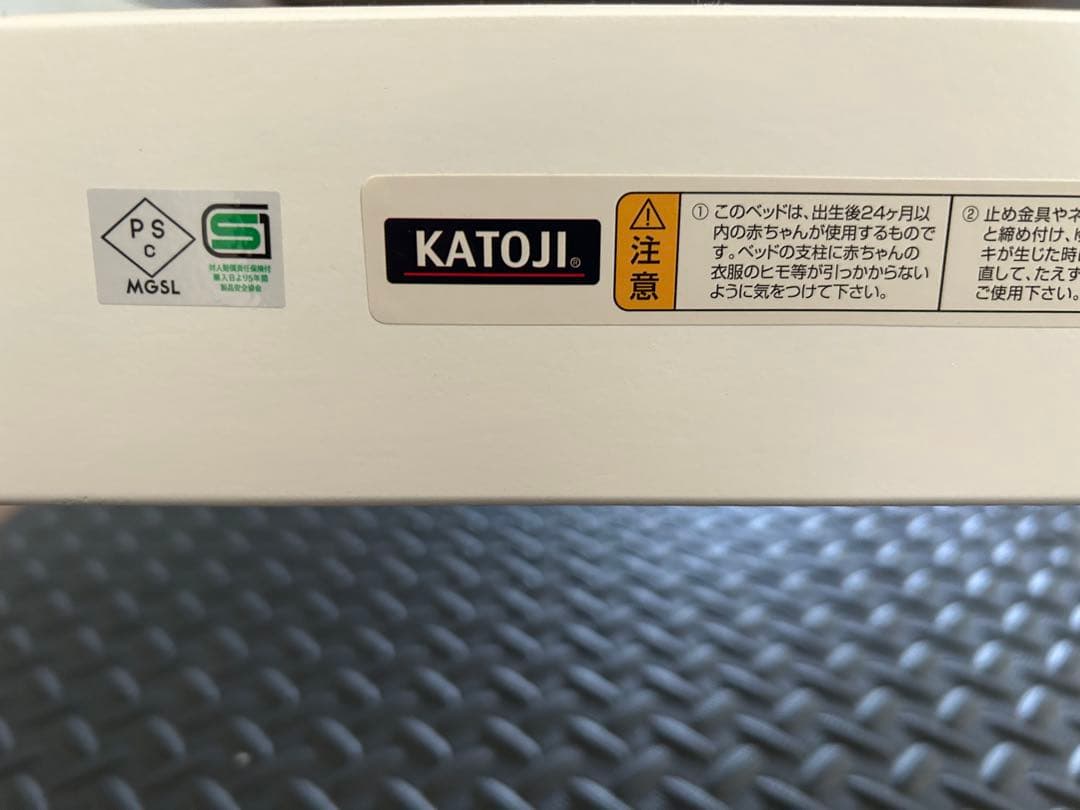 PS
C
MGSL
SG
対人賠償責任保険付
購入日より5年間
製品安全協会
KATOJI®
注意
① このベッドは、出生後24ヶ月以
内の赤ちゃんが使用するもので
す。ベッドの支柱に赤ちゃんの
衣服のヒモ等が引っかからない
ように気をつけて下さい。
② 止め金具やネ
と締め付け、
キが生じた時
直して、たえず
ご使用下さい。